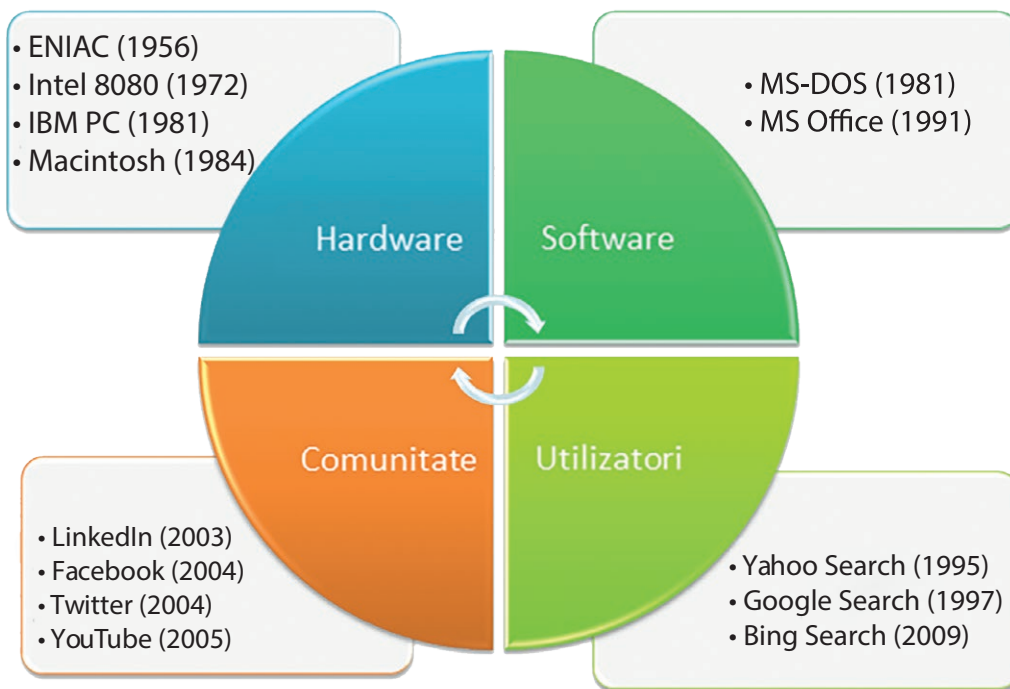 • ENIAC (1956)
• Intel 8080 (1972)
• IBM PC (1981)
• Macintosh (1984)
• MS-DOS (1981)
• MS Office (1991)
Hardware
Software
Comunitate
Utilizatori
• LinkedIn (2003)
• Facebook (2004)
• Twitter (2004)
• YouTube (2005)
• Yahoo Search (1995)
• Google Search (1997)
• Bing Search (2009)